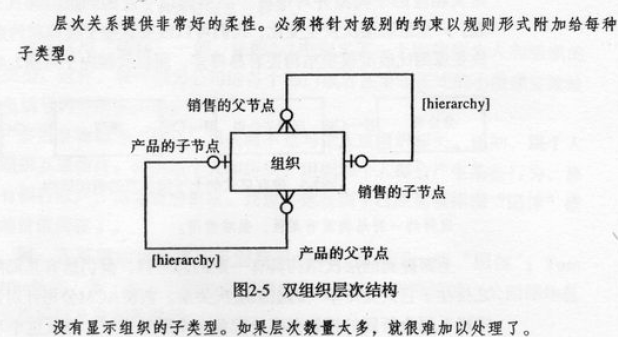 层次关系提供非常好的柔性。必须将针对级别的约束以规则形式附加给每种
子类型。
销售的父节点
[hierarchy]
产品的子节点
组织
销售的子节点
[hierarchy]
产品的父节点
图2-5 双组织层次结构
没有显示组织的子类型。如果层次数量太多，就很难加以处理了。